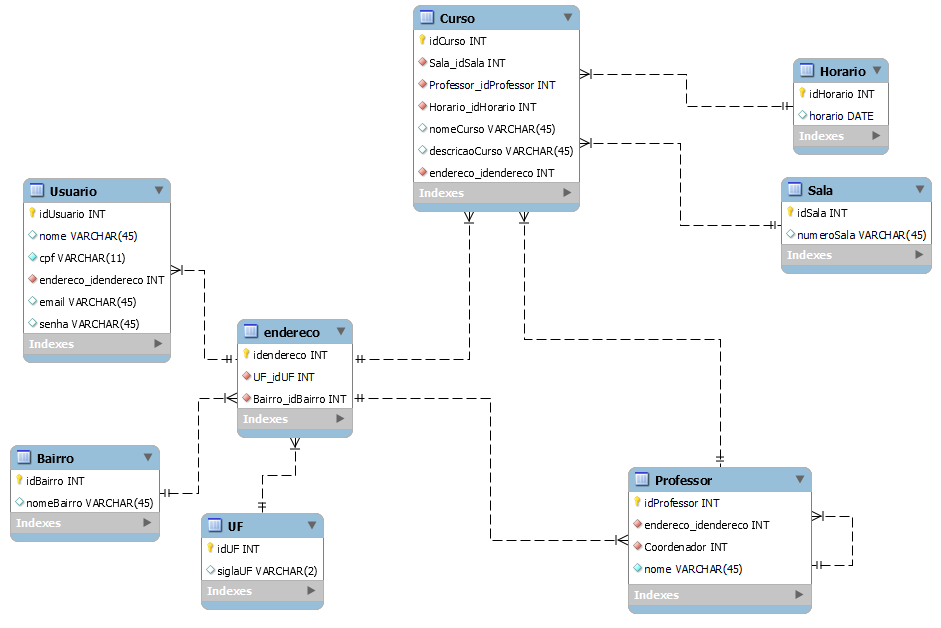 Curso
idCurso INT
Sala_idSala INT
Professor_idProfessor INT
Horario_idHorario INT
nomeCurso VARCHAR(45)
descricaoCurso VARCHAR(45)
endereco_idendereco INT
Indexes
Horario
idHorario INT
horario DATE
Indexes
Sala
idSala INT
numeroSala VARCHAR(45)
Indexes
Usuario
idUsuario INT
nome VARCHAR(45)
cpf VARCHAR(11)
endereco_idendereco INT
email VARCHAR(45)
senha VARCHAR(45)
Indexes
endereco
idendereco INT
UF_idUF INT
Bairro_idBairro INT
Indexes
Bairro
idBairro INT
nomeBairro VARCHAR(45)
Indexes
UF
idUF INT
siglaUF VARCHAR(2)
Indexes
Professor
idProfessor INT
endereco_idendereco INT
Coordenador INT
nome VARCHAR(45)
Indexes